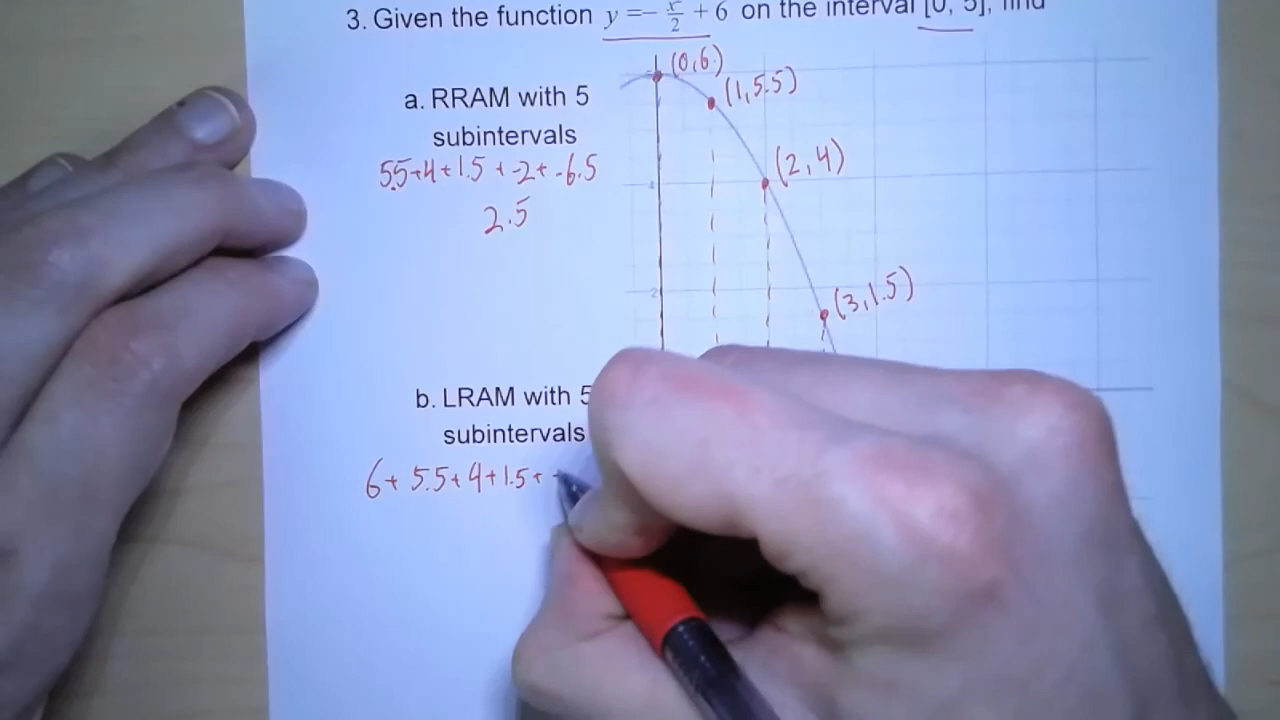 3. Given the function y = - x²/2 + 6 on the interval [0, 5], find
(0,6)
a. RRAM with 5
subintervals
(1,5.5)
5.5+4+1.5+-2+-6.5
2.5
(2,4)
4
2
(3,1.5)
b. LRAM with 5
subintervals
6+5.5+4+1.5+-